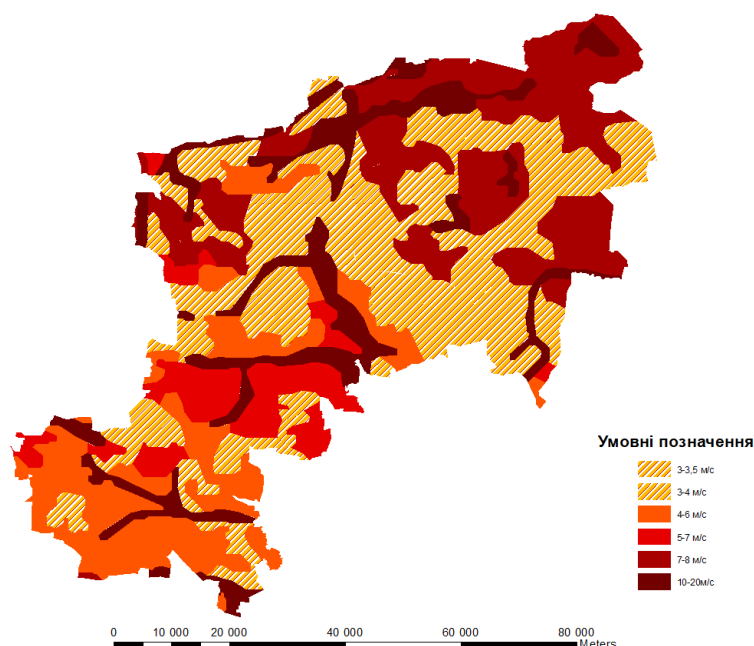 Умовні позначення
3-3,5 м/с
3-4 м/с
4-6 м/с
5-7 м/с
7-8 м/с
10-20м/с
0 10 000 20 000 40 000 60 000 80 000
Meters